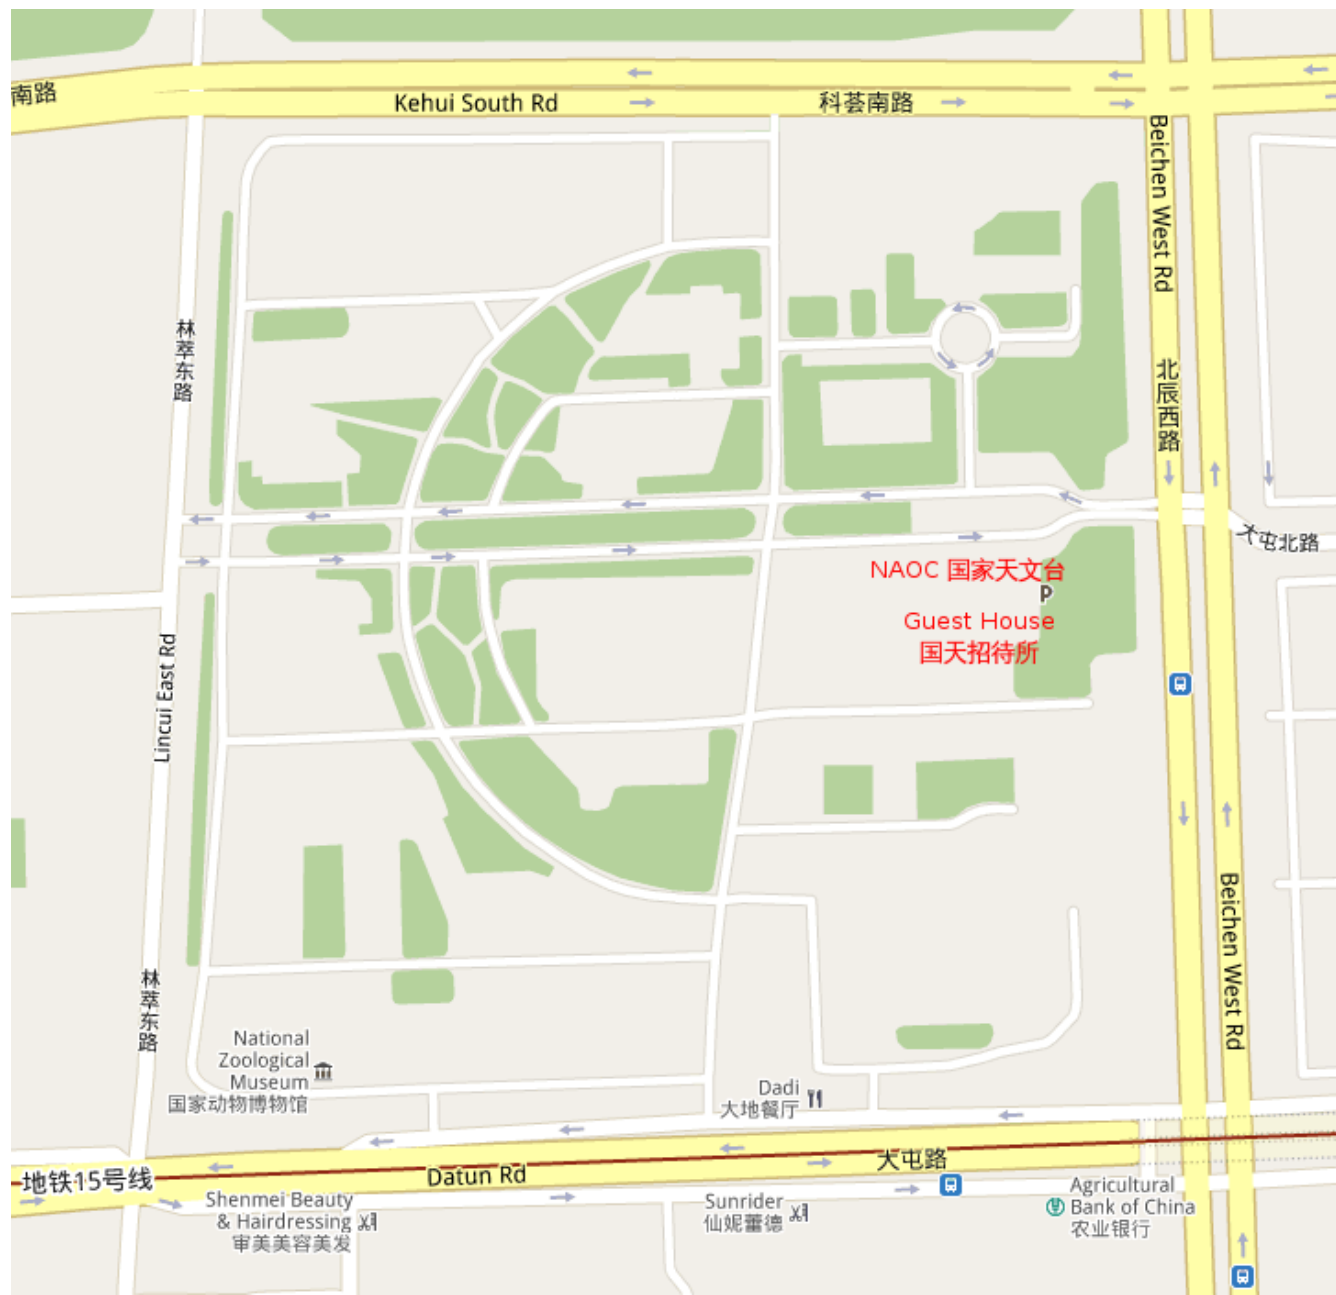 南路
Kehui South Rd
科荟南路
Beichen West Rd
林萃东路
北辰西路
大屯北路
NAOC 国家天文台
P
Guest House
国天招待所
Lincui East Rd
Beichen West Rd
林萃东路
National
Zoological
Museum
国家动物博物馆
Dadi
大地餐厅
地铁15号线
Datun Rd
大屯路
Shenmei Beauty
& Hairdressing
审美美容美发
Sunrider
仙妮蕾德
Agricultural
Bank of China
农业银行